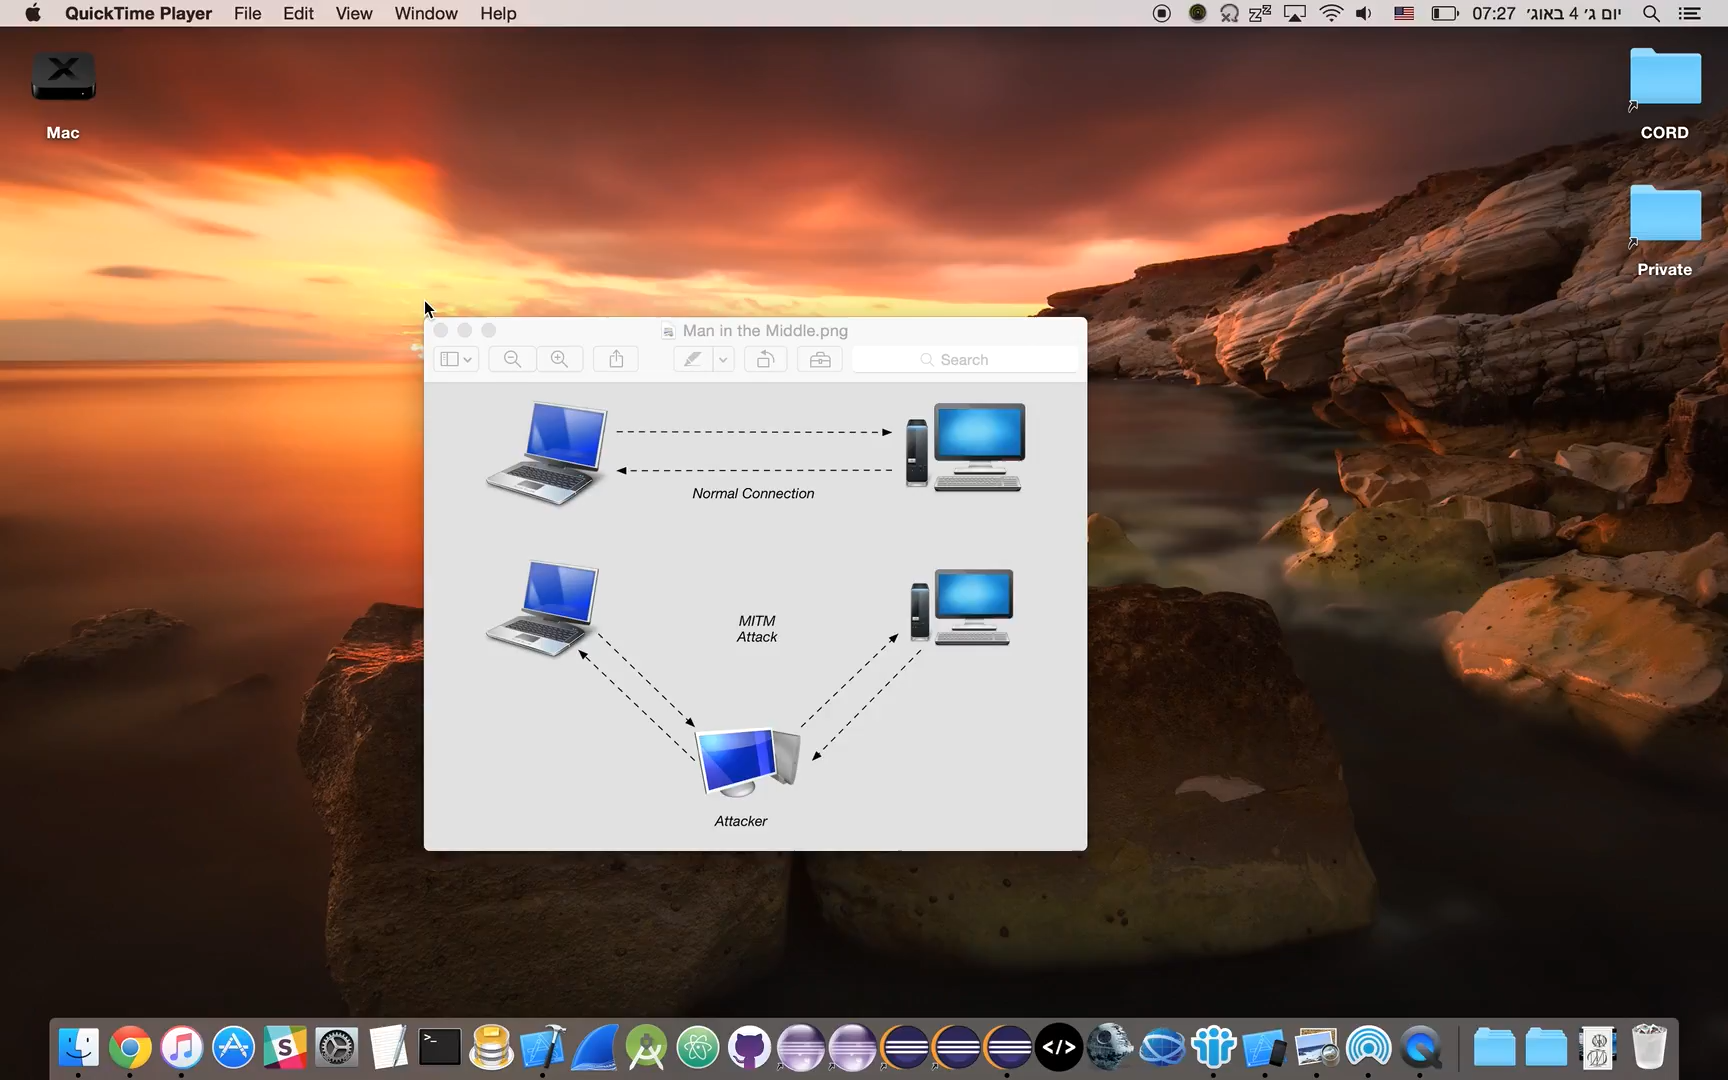 QuickTime Player File Edit View Window Help 07:27 יום ג׳ 4 באוג׳
Mac
CORD
Private
Man in the Middle.png
Search
Normal Connection
MITM
Attack
Attacker